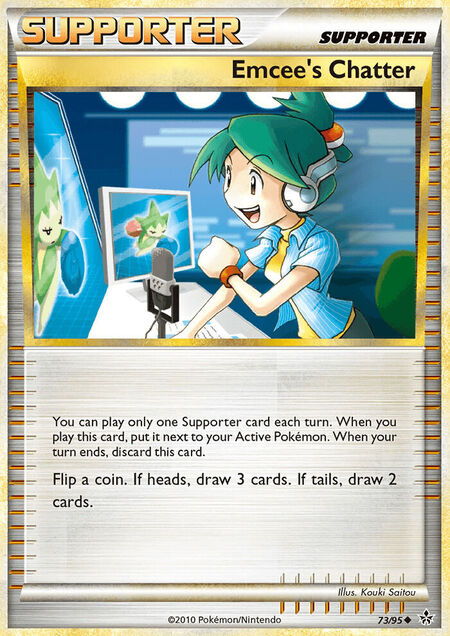 SUPPORTER SUPPORTER
Emcee's Chatter
You can play only one Supporter card each turn. When you
play this card, put it next to your Active Pokémon. When your
turn ends, discard this card.
Flip a coin. If heads, draw 3 cards. If tails, draw 2
cards.
Illus. Kouki Saitou
©2010 Pokémon/Nintendo 73/95